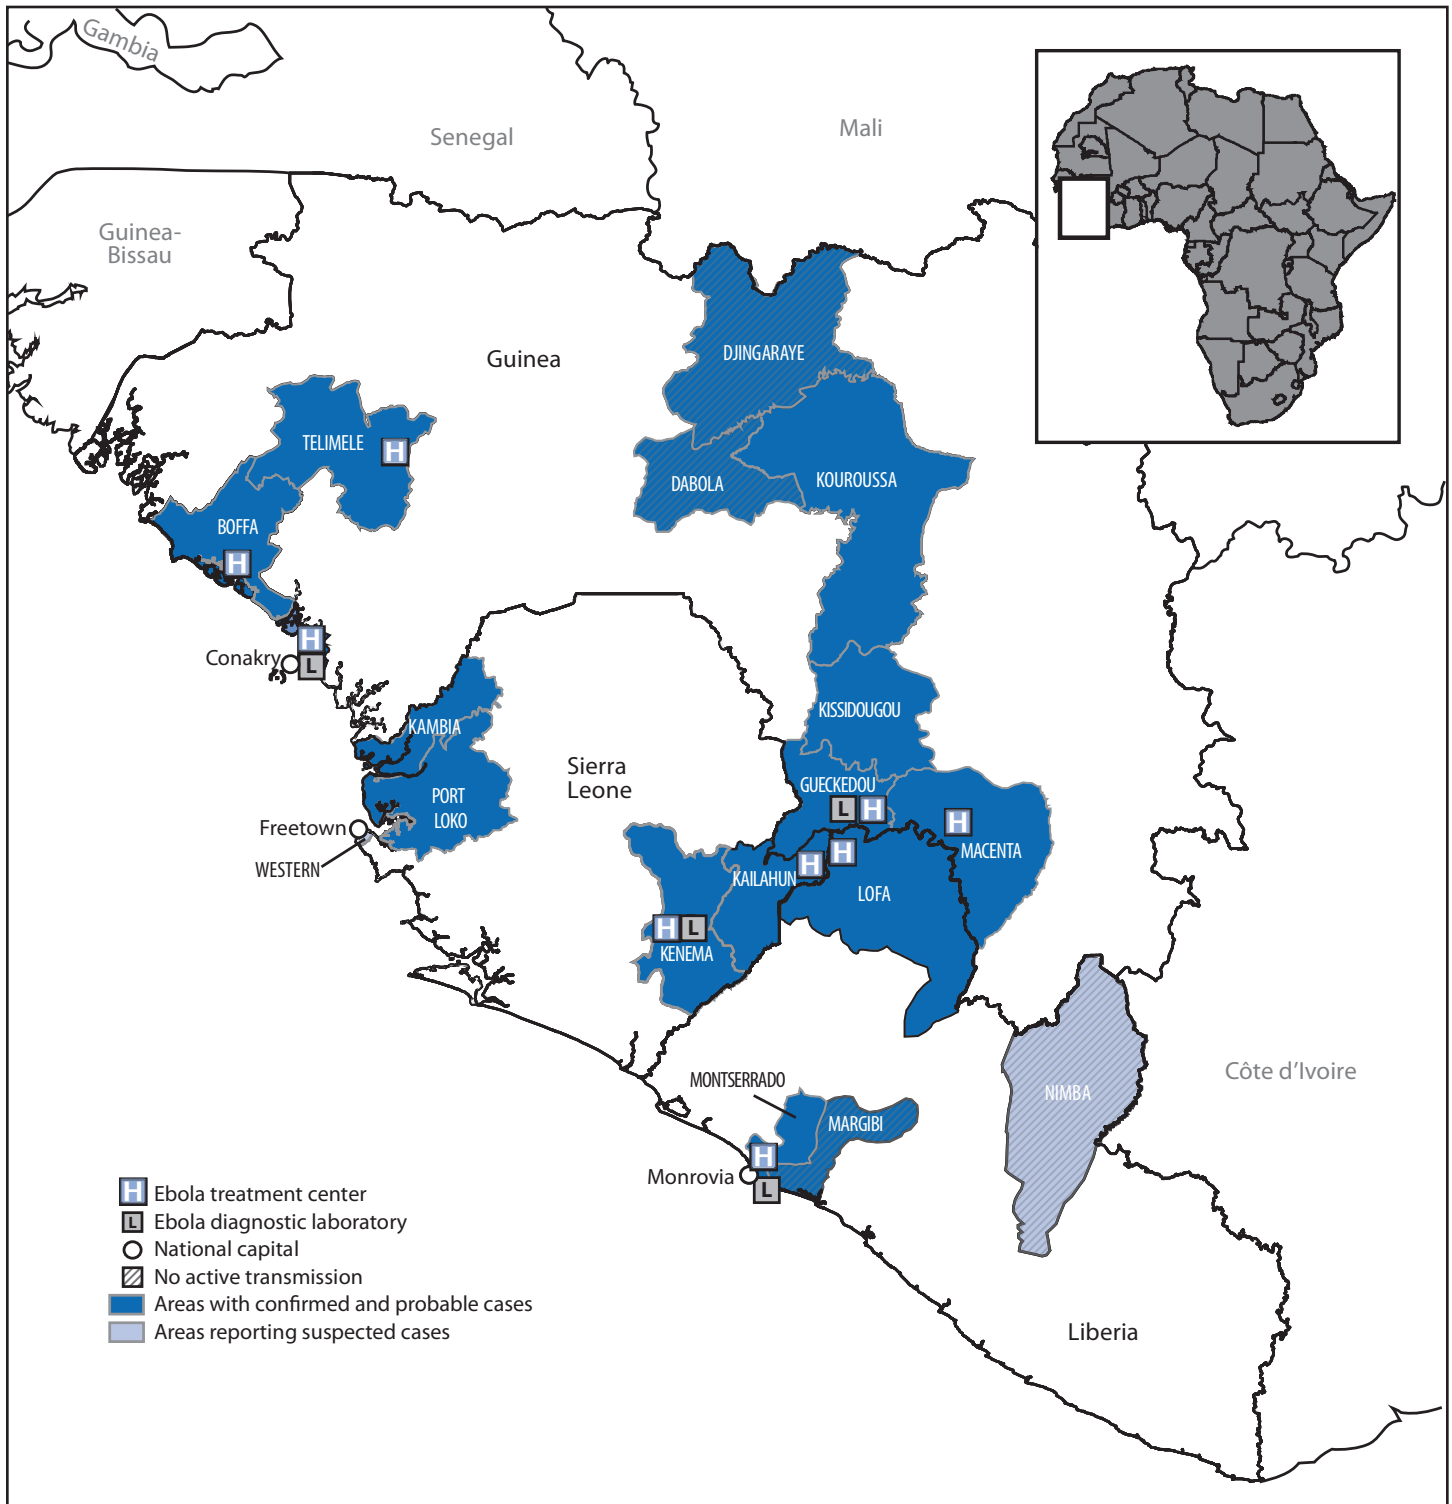 Gambia
Senegal
Mali
Guinea-
Bissau
Guinea
DJINGARAYE
TELIMELE
H
DABOLA
KOUROUSSA
BOFFA
H
H
Conakry
L
KISSIDOUGOU
KAMBIA
Sierra
Leone
GUECKEDOU
PORT
LOKO
L
H
H
Freetown
MACENTA
WESTERN
KAILAHUN
H
H
LOFA
H
L
KENEMA
Côte d'Ivoire
MONTSERRADO
NIMBA
MARGIBI
H
Monrovia
L
H Ebola treatment center
L Ebola diagnostic laboratory
National capital
No active transmission
Areas with confirmed and probable cases
Areas reporting suspected cases
Liberia